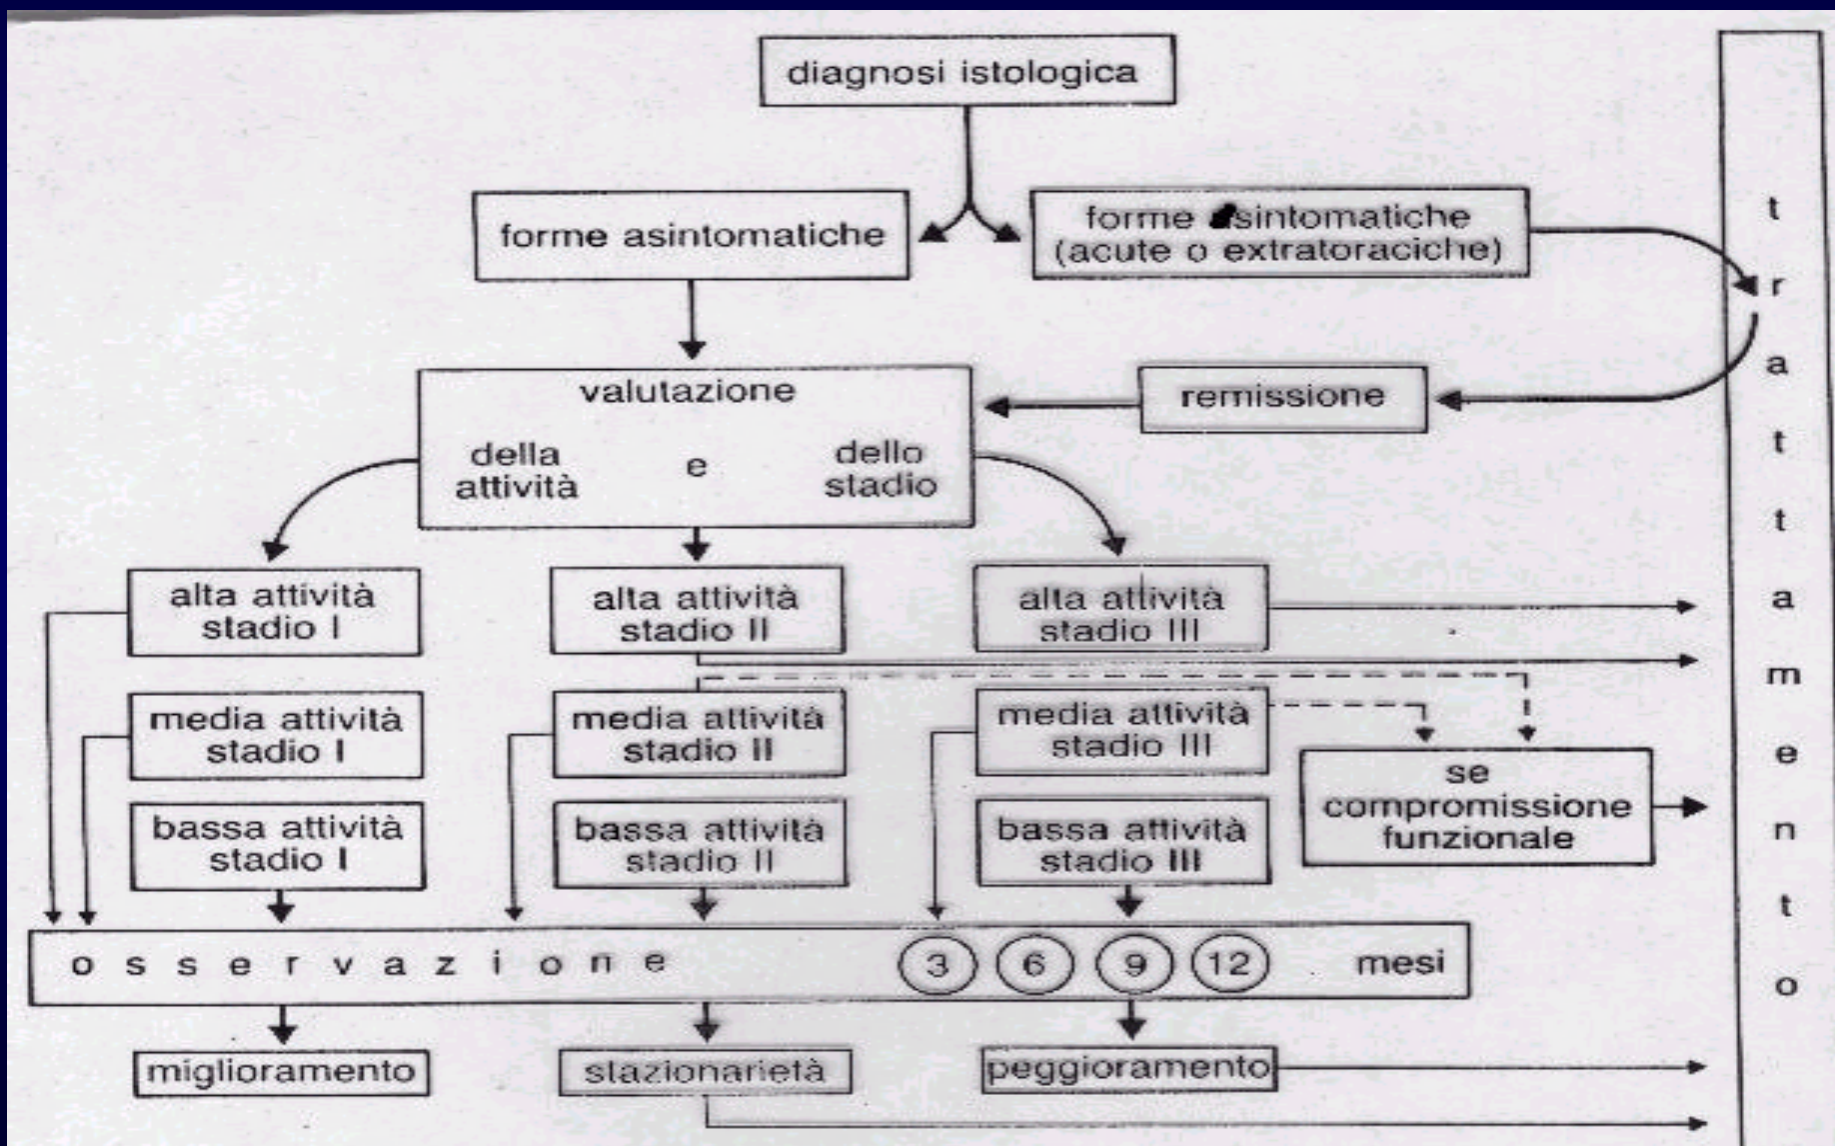 diagnosi istologica
forme asintomatiche
forme sintomatiche
(acute o extratoraciche)
valutazione
della
attività
e
dello
stadio
remissione
alta attività
stadio I
alta attività
stadio II
alta attività
stadio III
media attività
stadio I
media attività
stadio II
media attività
stadio III
bassa attività
stadio I
bassa attività
stadio II
bassa attività
stadio III
se
compromissione
funzionale
osservazione 3 6 9 12 mesi
miglioramento
stazionarietà
peggioramento
trattamento